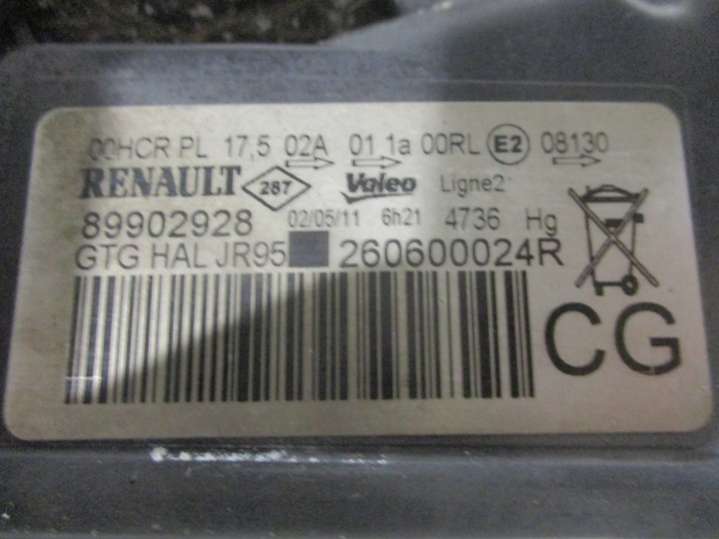 00HCR PL 17,5 02A 01 1a 00RL E2 08130
RENAULT 287 Valeo Ligne2
89902928 02/05/11 6h21 4736 Hg
GTG HAL JR95 260600024R
CG